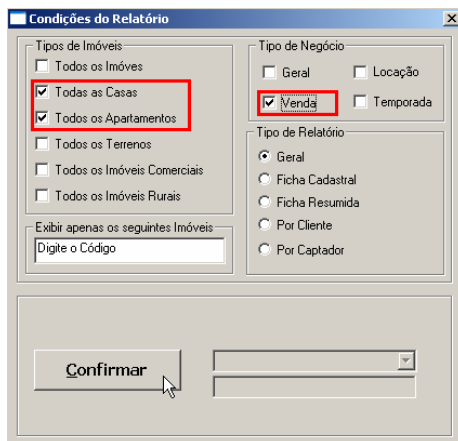 Condições do Relatório
Tipos de Imóveis
Todos os Imóves
Todas as Casas
Todos os Apartamentos
Todos os Terrenos
Todos os Imóveis Comerciais
Todos os Imóveis Rurais
Exibir apenas os seguintes Imóveis
Digite o Código
Tipo de Negócio
Geral Locação
Venda Temporada
Tipo de Relatório
Geral
Ficha Cadastral
Ficha Resumida
Por Cliente
Por Captador
Confirmar